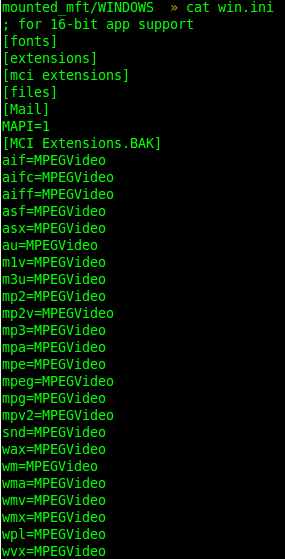 mounted_mft/WINDOWS » cat win.ini
; for 16-bit app support
[fonts]
[extensions]
[mci extensions]
[files]
[Mail]
MAPI=1
[MCI Extensions.BAK]
aif=MPEGVideo
aifc=MPEGVideo
aiff=MPEGVideo
asf=MPEGVideo
asx=MPEGVideo
au=MPEGVideo
m1v=MPEGVideo
m3u=MPEGVideo
mp2=MPEGVideo
mp2v=MPEGVideo
mp3=MPEGVideo
mpa=MPEGVideo
mpe=MPEGVideo
mpeg=MPEGVideo
mpg=MPEGVideo
mpv2=MPEGVideo
snd=MPEGVideo
wax=MPEGVideo
wm=MPEGVideo
wma=MPEGVideo
wmv=MPEGVideo
wmx=MPEGVideo
wpl=MPEGVideo
wvx=MPEGVideo